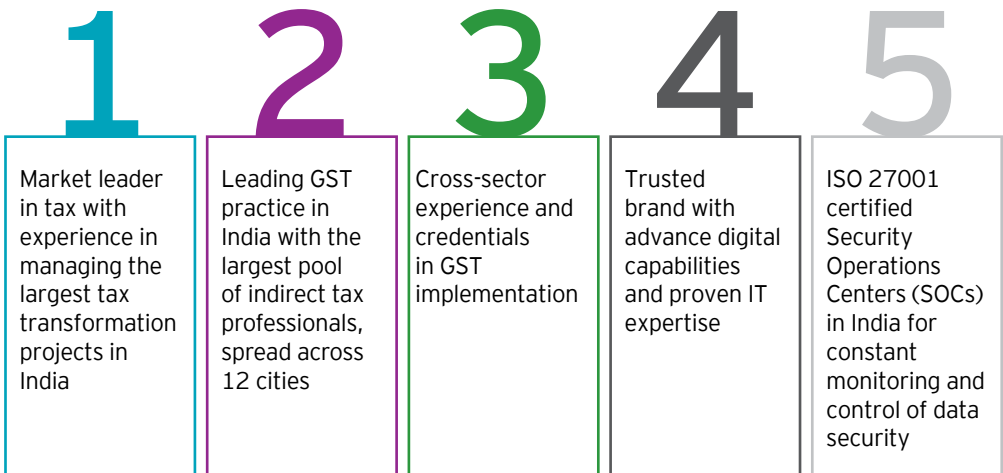 1
Market leader
in tax with
experience in
managing the
largest tax
transformation
projects in
India
2
Leading GST
practice in
India with the
largest pool
of indirect tax
professionals,
spread across
12 cities
3
Cross-sector
experience and
credentials
in GST
implementation
4
Trusted
brand with
advance digital
capabilities
and proven IT
expertise
5
ISO 27001
certified
Security
Operations
Centers (SOCs)
in India for
constant
monitoring and
control of data
security